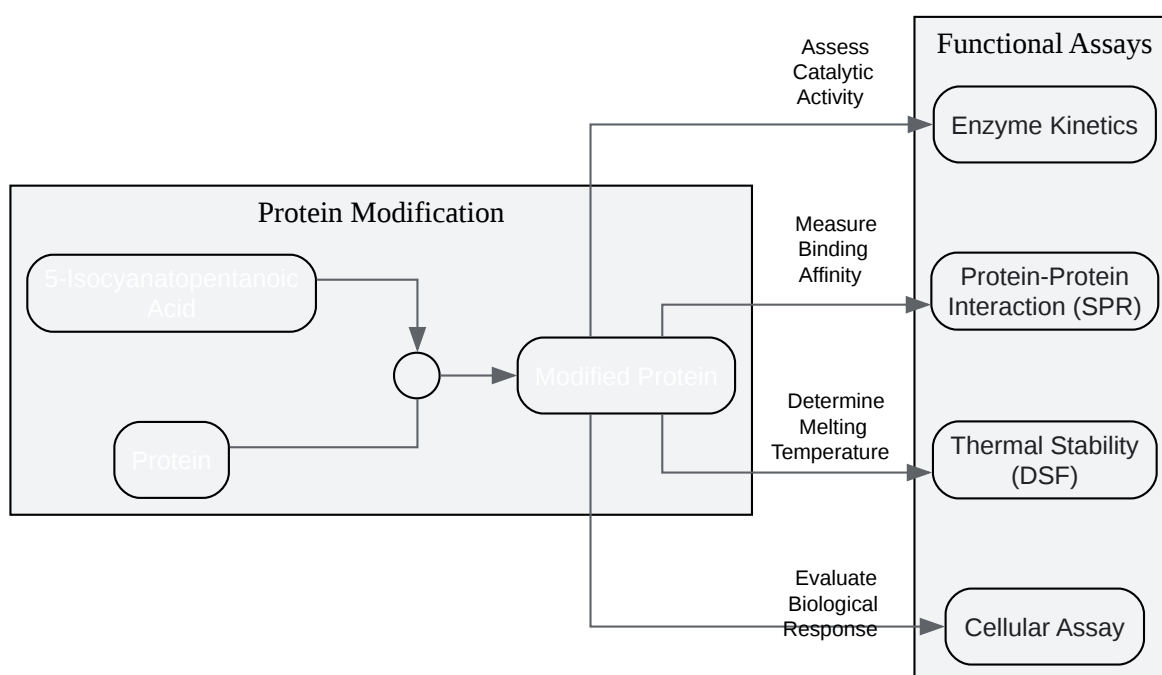 Protein Modification
5-Isocyanatopentanoic
Acid
Protein
Modified Protein
Assess
Catalytic
Activity
Measure
Binding
Affinity
Determine
Melting
Temperature
Evaluate
Biological
Response
Functional Assays
Enzyme Kinetics
Protein-Protein
Interaction (SPR)
Thermal Stability
(DSF)
Cellular Assay